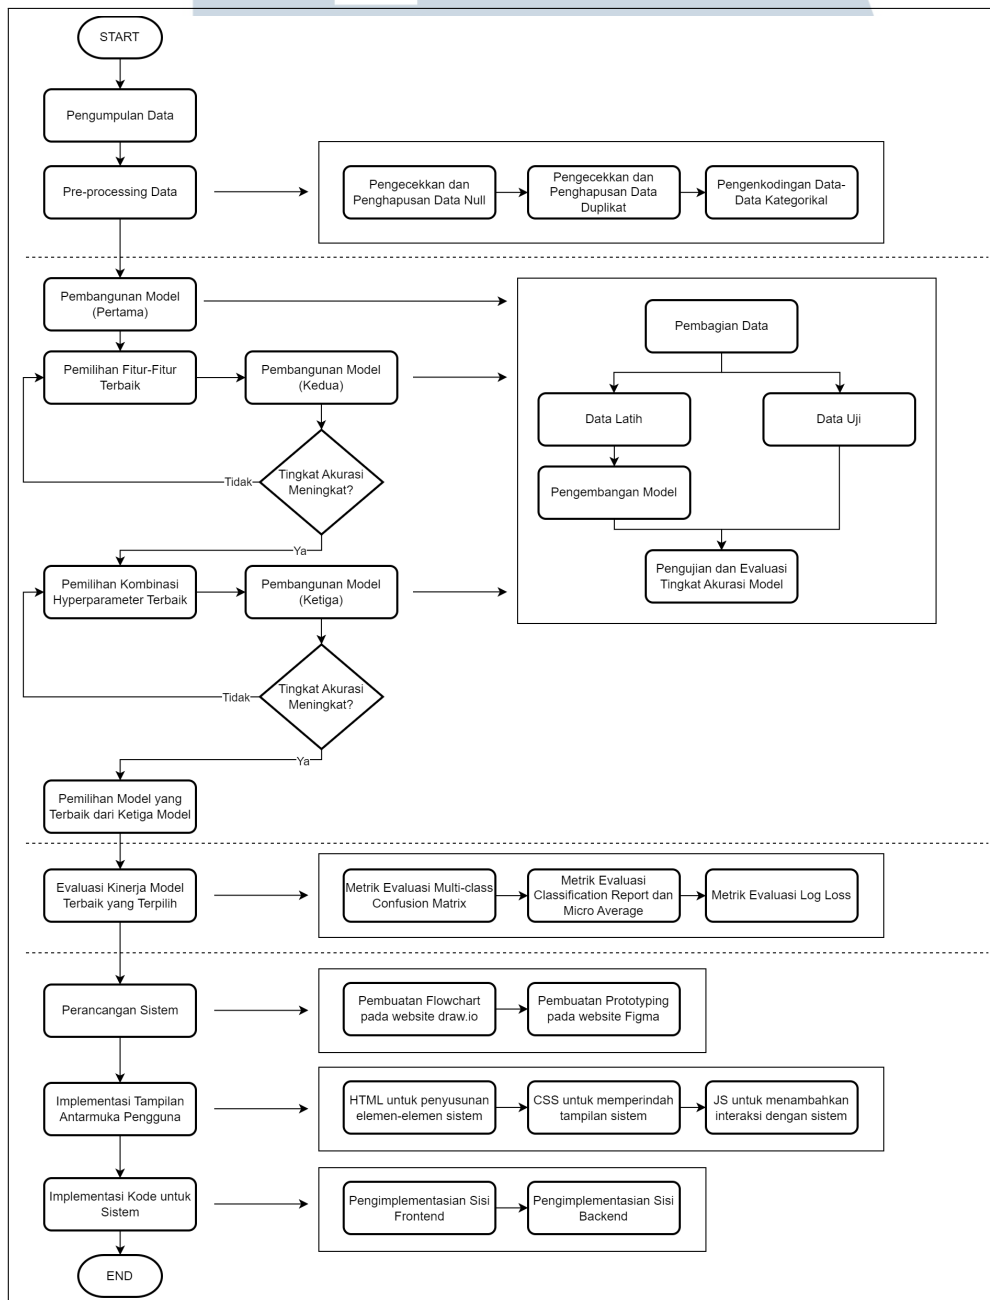 START
Pengumpulan Data
Pre-processing Data
Pengecekkan dan
Penghapusan Data Null
Pengecekkan dan
Penghapusan Data
Duplikat
Pengenkodingan Data-
Data Kategorikal
Pembangunan Model
(Pertama)
Pemilihan Fitur-Fitur
Terbaik
Pembangunan Model
(Kedua)
Tingkat Akurasi
Meningkat?
Tidak
Ya
Pembagian Data
Data Latih
Data Uji
Pengembangan Model
Pengujian dan Evaluasi
Tingkat Akurasi Model
Pemilihan Kombinasi
Hyperparameter Terbaik
Pembangunan Model
(Ketiga)
Tingkat Akurasi
Meningkat?
Tidak
Ya
Pemilihan Model yang
Terbaik dari Ketiga Model
Evaluasi Kinerja Model
Terbaik yang Terpilih
Metrik Evaluasi Multi-class
Confusion Matrix
Metrik Evaluasi
Classification Report dan
Micro Average
Metrik Evaluasi Log Loss
Perancangan Sistem
Pembuatan Flowchart
pada website draw.io
Pembuatan Prototyping
pada website Figma
Implementasi Tampilan
Antarmuka Pengguna
HTML untuk penyusunan
elemen-elemen sistem
CSS untuk memperindah
tampilan sistem
JS untuk menambahkan
interaksi dengan sistem
Implementasi Kode untuk
Sistem
Pengimplementasian Sisi
Frontend
Pengimplementasian Sisi
Backend
END